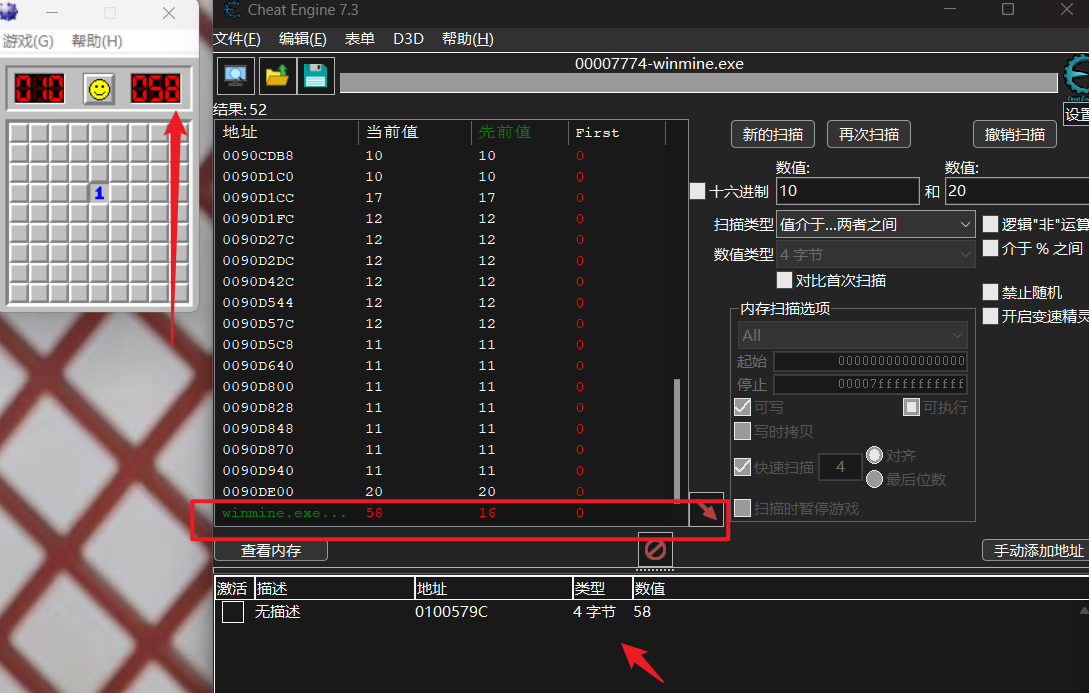 Cheat Engine 7.3
游戏(G) 帮助(H)
文件(F) 编辑(E) 表单 D3D 帮助(H)
00007774-winmine.exe
010 058
Cheat Engine
设置
结果: 52
地址 当前值 先前值 First
0090CDB8 10 10 0
0090D1C0 10 10 0
0090D1CC 17 17 0
0090D1FC 12 12 0
0090D27C 12 12 0
0090D2DC 12 12 0
0090D42C 12 12 0
0090D544 12 12 0
0090D57C 12 12 0
0090D5C8 11 11 0
0090D640 11 11 0
0090D800 11 11 0
0090D828 11 11 0
0090D848 11 11 0
0090D870 11 11 0
0090D940 11 11 0
0090DE00 20 20 0
winmine.exe... 58 16 0
1
新的扫描 再次扫描 撤销扫描
数值: 数值:
十六进制 10 和 20
扫描类型 值介于...两者之间 逻辑"非"运算
数值类型 4 字节 介于 % 之间
对比首次扫描
禁止随机
开启变速精灵
内存扫描选项
All
起始 0000000000000000
停止 00007fffffffffff
可写 可执行
写时拷贝
快速扫描 4 对齐
最后位数
扫描时暂停游戏
查看内存 手动添加地址
激活 描述 地址 类型 数值
无描述 0100579C 4 字节 58